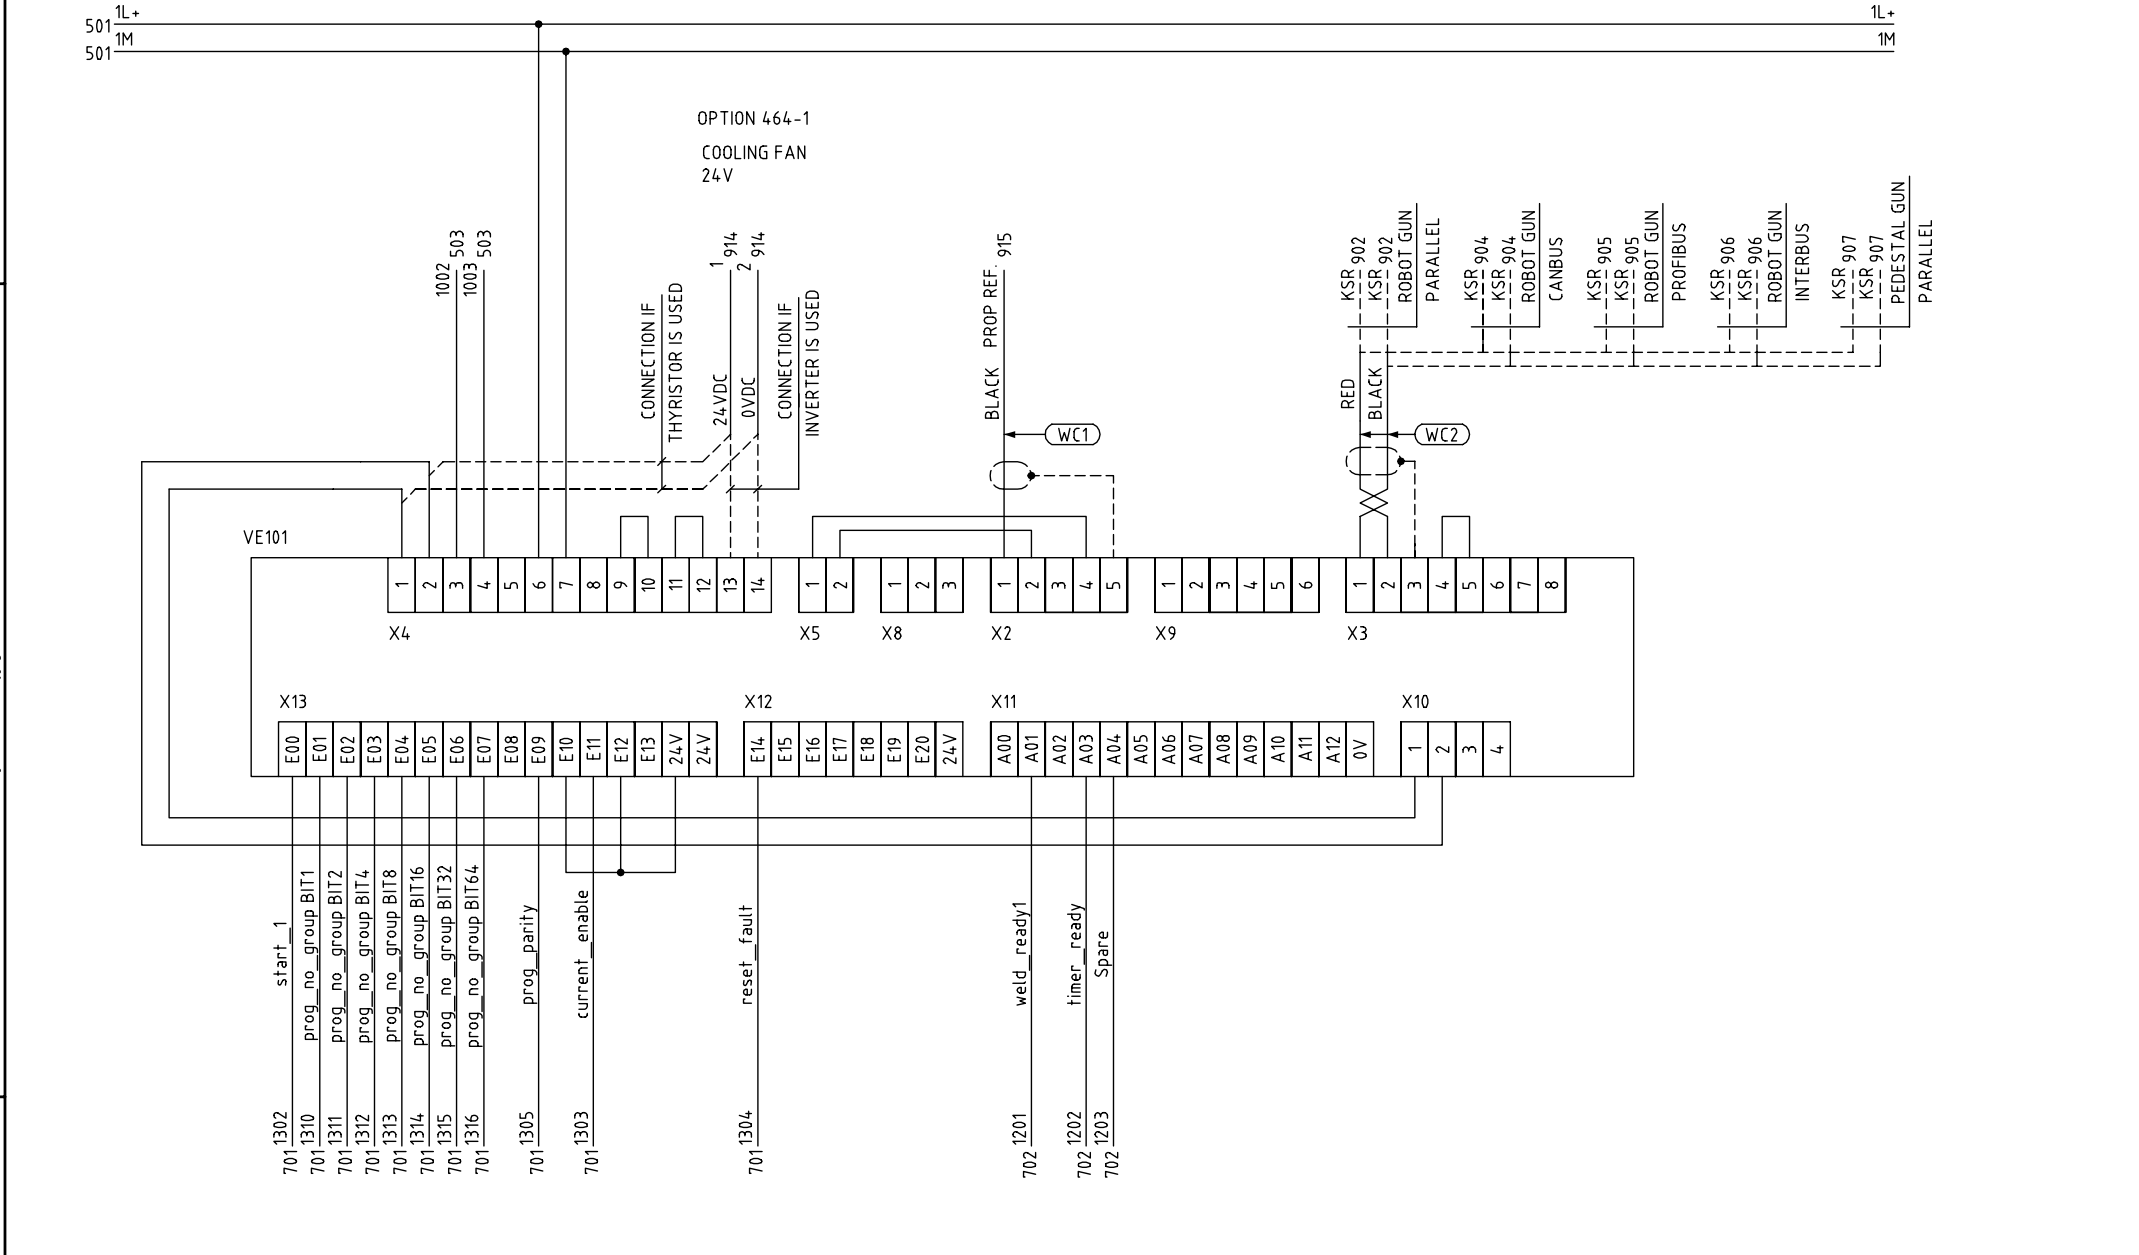 1L+
1L+
501
1M
1M
501
OPTION 464-1
COOLING FAN
24V
1002
503
1003
503
CONNECTION IF
THYRISTOR IS USED
1
914
2
914
24VDC
0VDC
CONNECTION IF
INVERTER IS USED
BLACK PROP REF.
915
WC1
KSR
902
KSR
902
ROBOT GUN
PARALLEL
KSR
904
KSR
904
ROBOT GUN
CANBUS
KSR
905
KSR
905
ROBOT GUN
PROFIBUS
KSR
906
KSR
906
ROBOT GUN
INTERBUS
KSR
907
KSR
907
PEDESTAL GUN
PARALLEL
RED
BLACK
WC2
VE101
1 2 3 4 5 6 7 8 9 10 11 12 13 14
1 2
1 2 3
1 2 3 4 5
1 2 3 4 5 6
1 2 3 4 5 6 7 8
X4
X5
X8
X2
X9
X3
X13
X12
X11
X10
E00 E01 E02 E03 E04 E05 E06 E07 E08 E09 E10 E11 E12 E13 24V 24V
E14 E15 E16 E17 E18 E19 E20 24V
A00 A01 A02 A03 A04 A05 A06 A07 A08 A09 A10 A11 A12 0V
1 2 3 4
start_1
prog_no_group BIT1
prog_no_group BIT2
prog_no_group BIT4
prog_no_group BIT8
prog_no_group BIT16
prog_no_group BIT32
prog_no_group BIT64
prog_parity
current_enable
reset_fault
weld_ready1
timer_ready
Spare
701 1302
701 1310
701 1311
701 1312
701 1313
701 1314
701 1315
701 1316
701 1305
701 1303
701 1304
702 1201
702 1202
702 1203